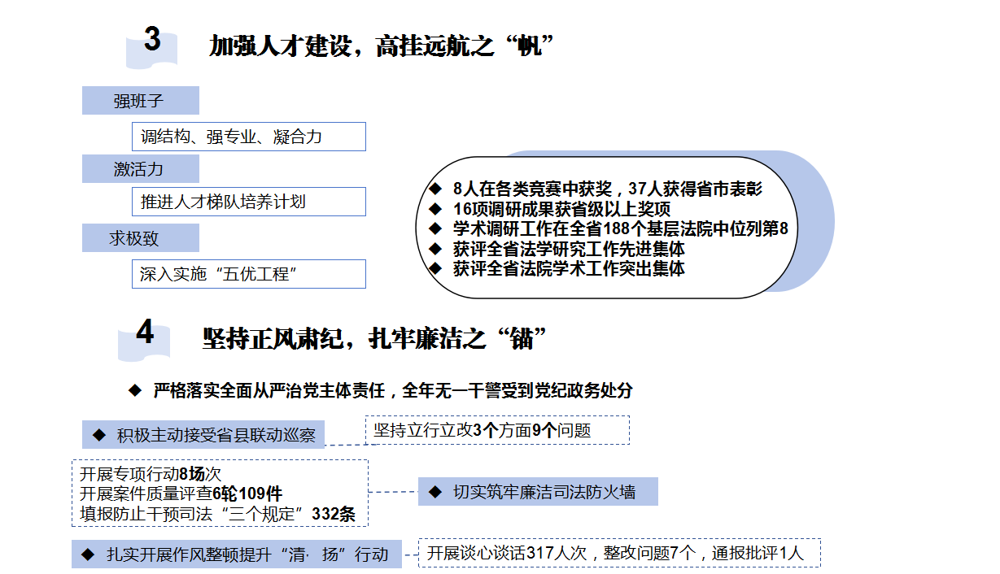 3
加强人才建设，高挂远航之“帆”
强班子
调结构、强专业、凝合力
激活力
推进人才梯队培养计划
求极致
深入实施“五优工程”
◆ 8人在各类竞赛中获奖，37人获得省市表彰
◆ 16项调研成果获省级以上奖项
◆ 学术调研工作在全省188个基层法院中位列第8
◆ 获评全省法学研究工作先进集体
◆ 获评全省法院学术工作突出集体
4
坚持正风肃纪，扎牢廉洁之“锚”
◆ 严格落实全面从严治党主体责任，全年无一干警受到党纪政务处分
◆ 积极主动接受省县联动巡察
坚持立行立改3个方面9个问题
开展专项行动8场次
开展案件质量评查6轮109件
填报防止干预司法“三个规定”332条
◆ 切实筑牢廉洁司法防火墙
◆ 扎实开展作风整顿提升“清·扬”行动
开展谈心谈话317人次，整改问题7个，通报批评1人